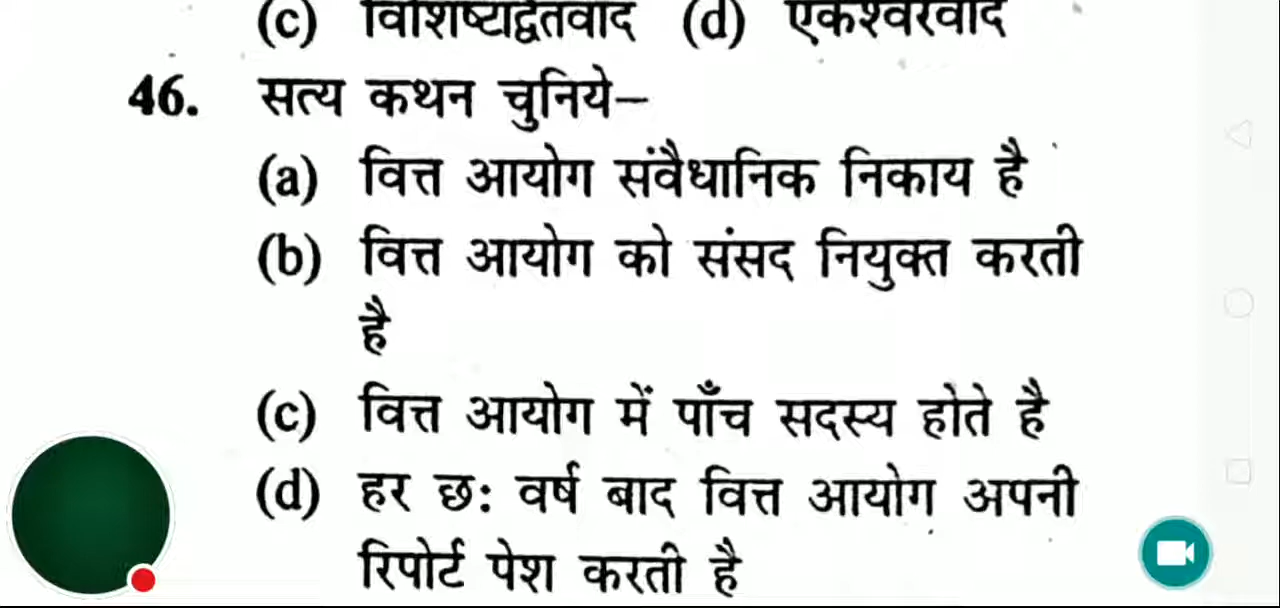 (c) विशिष्टाद्वैतवाद (d) एकेश्वरवाद
46. सत्य कथन चुनिये–
(a) वित्त आयोग संवैधानिक निकाय है
(b) वित्त आयोग को संसद नियुक्त करती
है
(c) वित्त आयोग में पाँच सदस्य होते है
(d) हर छः वर्ष बाद वित्त आयोग अपनी
रिपोर्ट पेश करती है